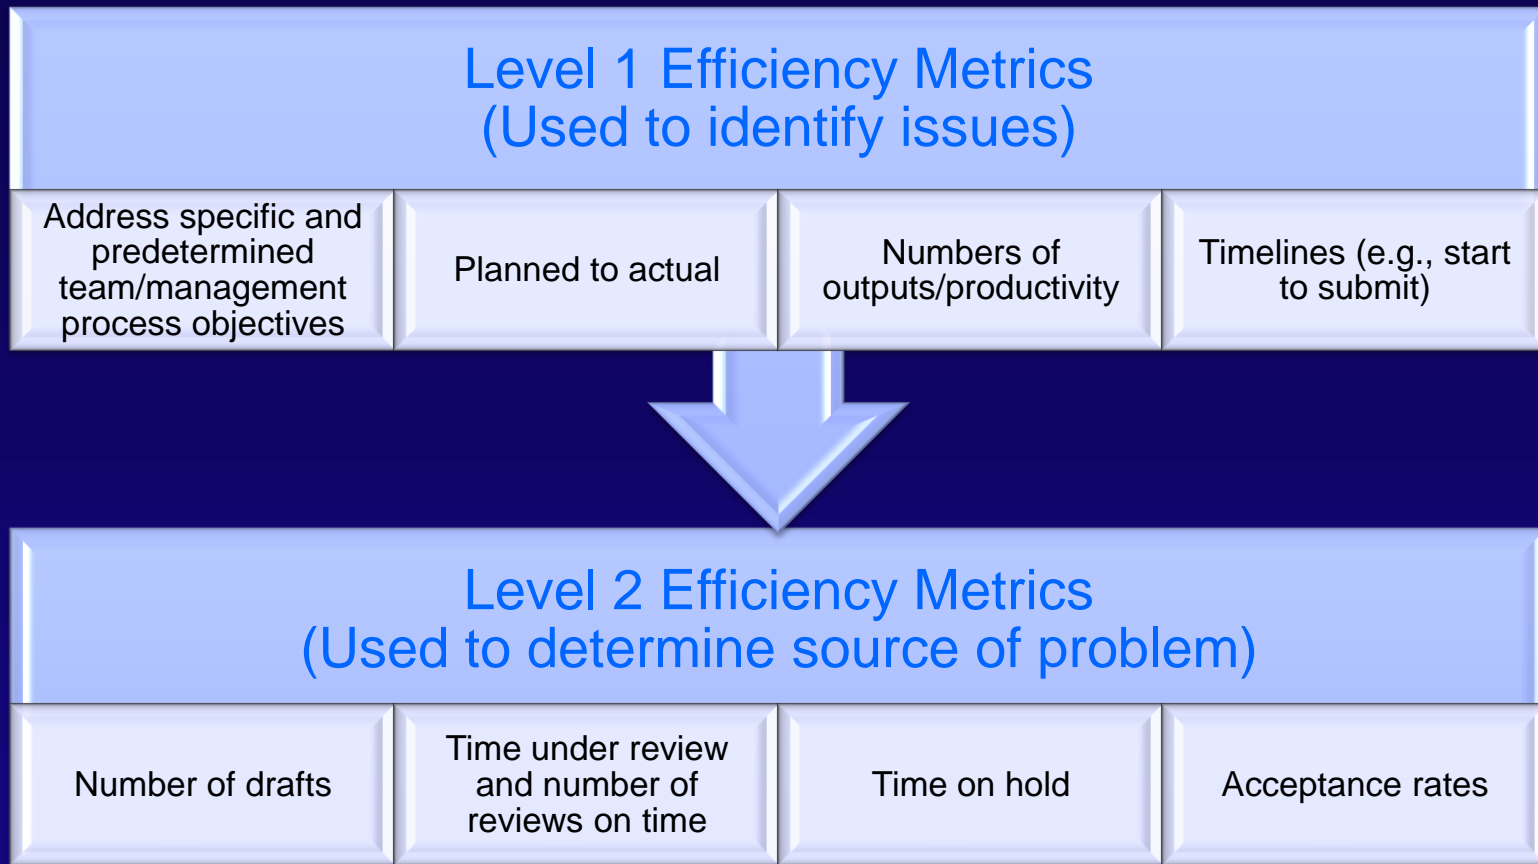 Level 1 Efficiency Metrics
(Used to identify issues)
Address specific and
predetermined
team/management
process objectives
Planned to actual
Numbers of
outputs/productivity
Timelines (e.g., start
to submit)
Level 2 Efficiency Metrics
(Used to determine source of problem)
Number of drafts
Time under review
and number of
reviews on time
Time on hold
Acceptance rates